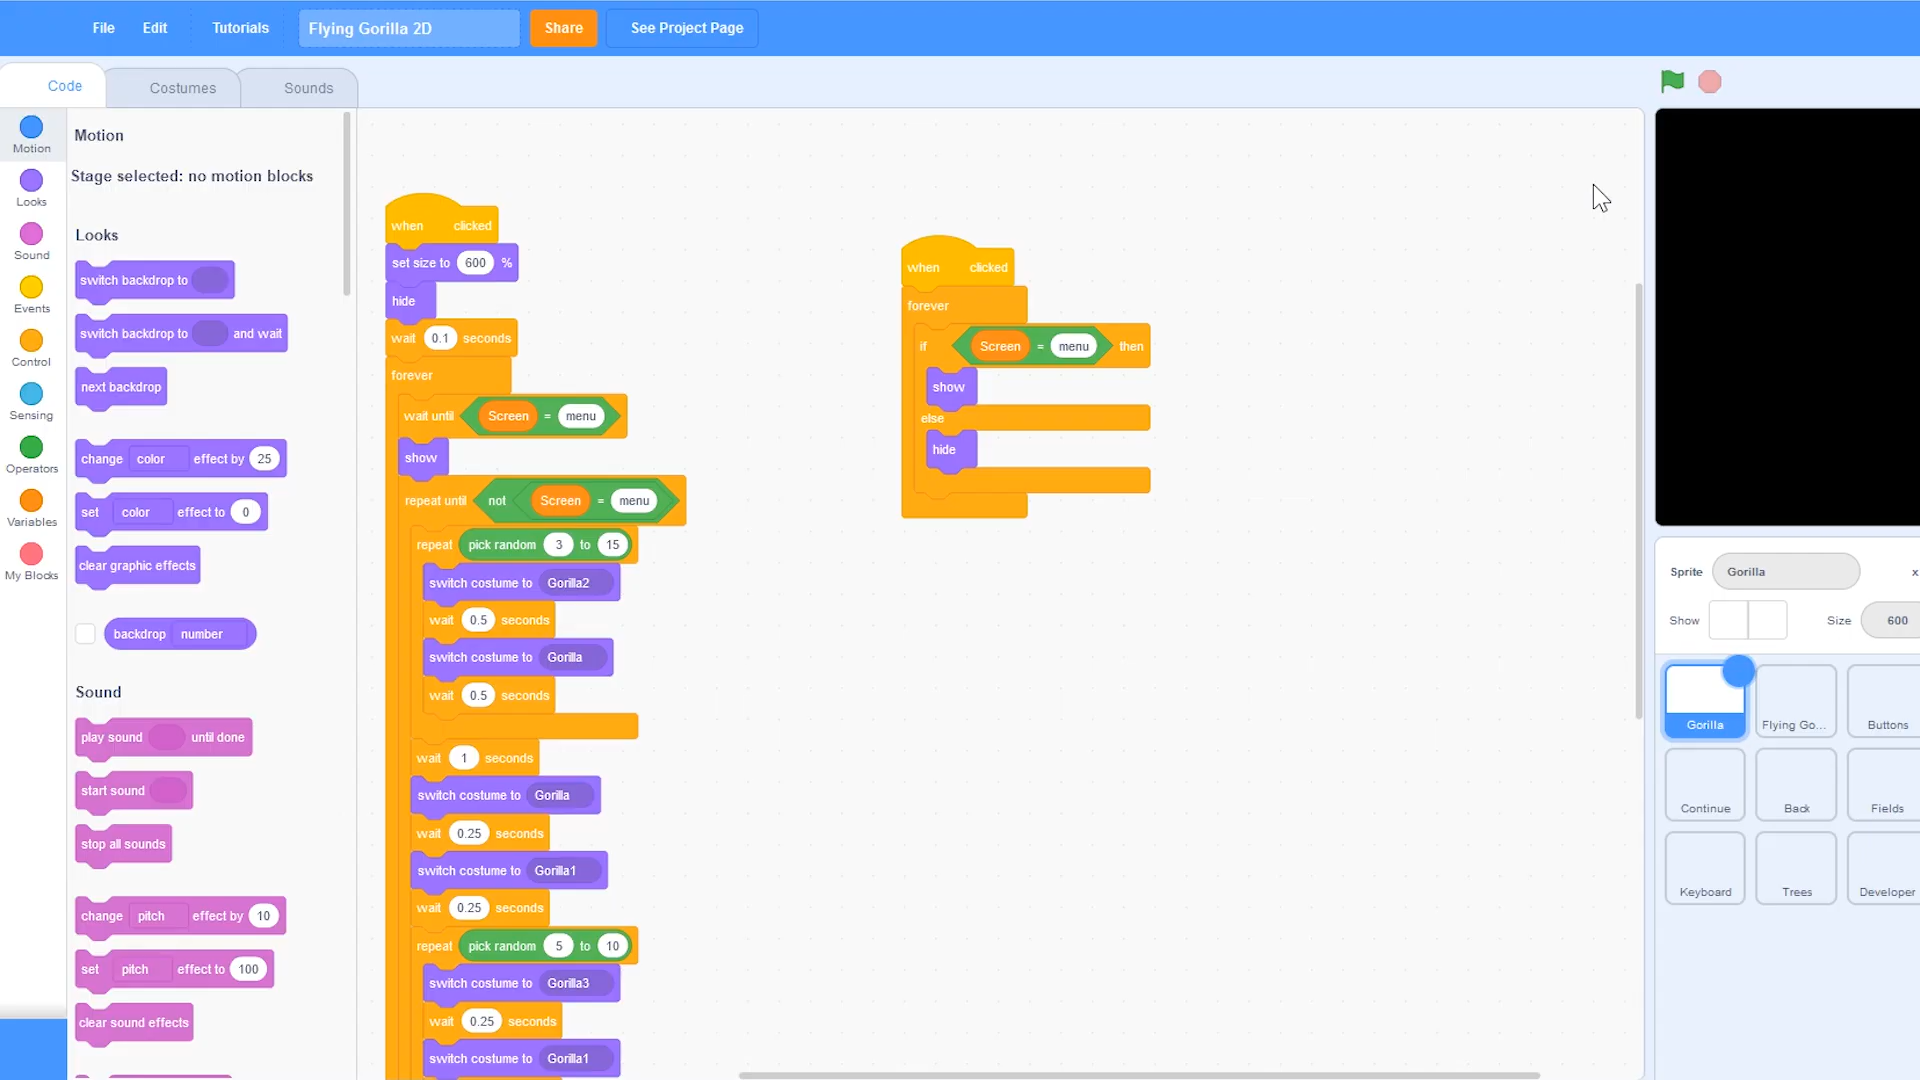 File Edit Tutorials Flying Gorilla 2D Share See Project Page
Code Costumes Sounds
Motion
Looks
Sound
Events
Control
Sensing
Operators
Variables
My Blocks
Motion
Stage selected: no motion blocks
Looks
switch backdrop to
switch backdrop to and wait
next backdrop
change color effect by 25
set color effect to 0
clear graphic effects
backdrop number
Sound
play sound until done
start sound
stop all sounds
change pitch effect by 10
set pitch effect to 100
clear sound effects
when clicked
set size to 600 %
hide
wait 0.1 seconds
forever
wait until Screen = menu
show
repeat until not Screen = menu
repeat pick random 3 to 15
switch costume to Gorilla2
wait 0.5 seconds
switch costume to Gorilla
wait 0.5 seconds
wait 1 seconds
switch costume to Gorilla
wait 0.25 seconds
switch costume to Gorilla1
wait 0.25 seconds
repeat pick random 5 to 10
switch costume to Gorilla3
wait 0.25 seconds
switch costume to Gorilla1
when clicked
forever
if Screen = menu then
show
else
hide
Sprite Gorilla x
Show Size 600
Gorilla Flying Go... Buttons
Continue Back Fields
Keyboard Trees Developer